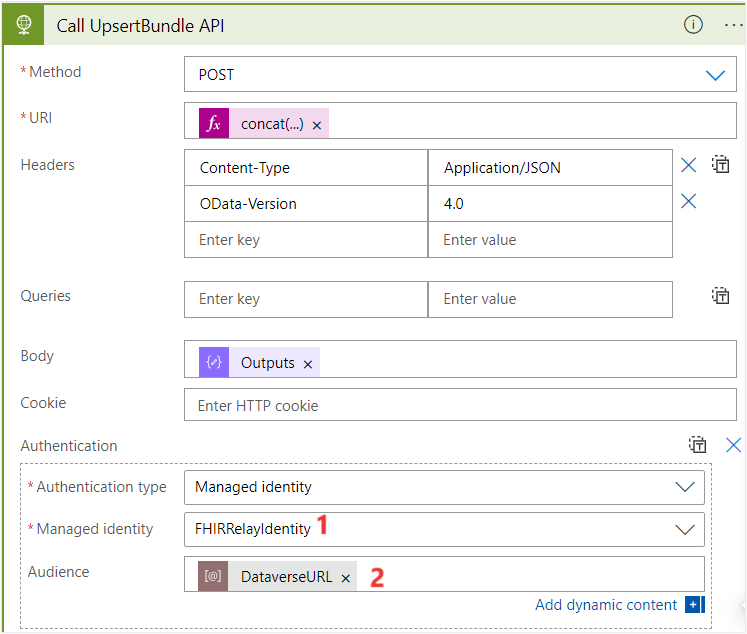 Call UpsertBundle API
* Method
POST
* URI
fx concat(...) ×
Headers
Content-Type Application/JSON
OData-Version 4.0
Enter key Enter value
Queries
Enter key Enter value
Body
Outputs ×
Cookie
Enter HTTP cookie
Authentication
* Authentication type
Managed identity
* Managed identity
FHIRRelayIdentity 1
Audience
[@] DataverseURL × 2
Add dynamic content +